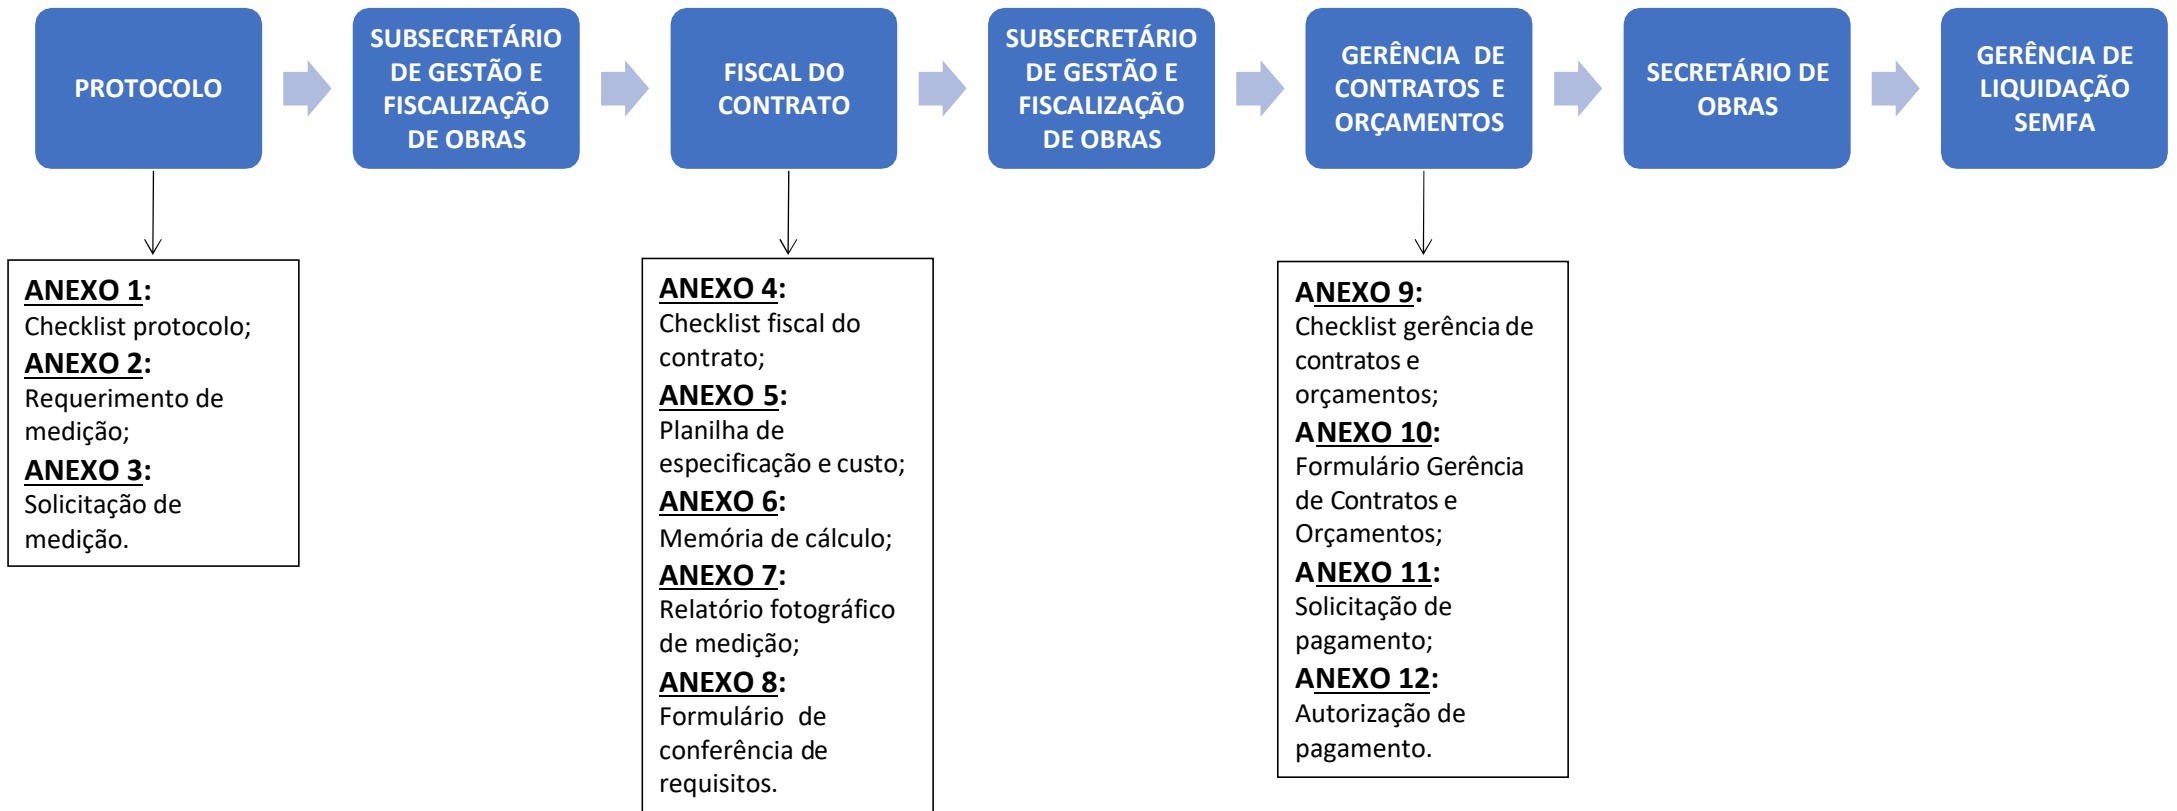 PROTOCOLO
SUBSECRETÁRIO
DE GESTÃO E
FISCALIZAÇÃO
DE OBRAS
FISCAL DO
CONTRATO
SUBSECRETÁRIO
DE GESTÃO E
FISCALIZAÇÃO
DE OBRAS
GERÊNCIA DE
CONTRATOS E
ORÇAMENTOS
SECRETÁRIO DE
OBRAS
GERÊNCIA DE
LIQUIDAÇÃO
SEMFA
ANEXO 1:
Checklist protocolo;
ANEXO 2:
Requerimento de
medição;
ANEXO 3:
Solicitação de
medição.
ANEXO 4:
Checklist fiscal do
contrato;
ANEXO 5:
Planilha de
especificação e custo;
ANEXO 6:
Memória de cálculo;
ANEXO 7:
Relatório fotográfico
de medição;
ANEXO 8:
Formulário de
conferência de
requisitos.
ANEXO 9:
Checklist gerência de
contratos e
orçamentos;
ANEXO 10:
Formulário Gerência
de Contratos e
Orçamentos;
ANEXO 11:
Solicitação de
pagamento;
ANEXO 12:
Autorização de
pagamento.